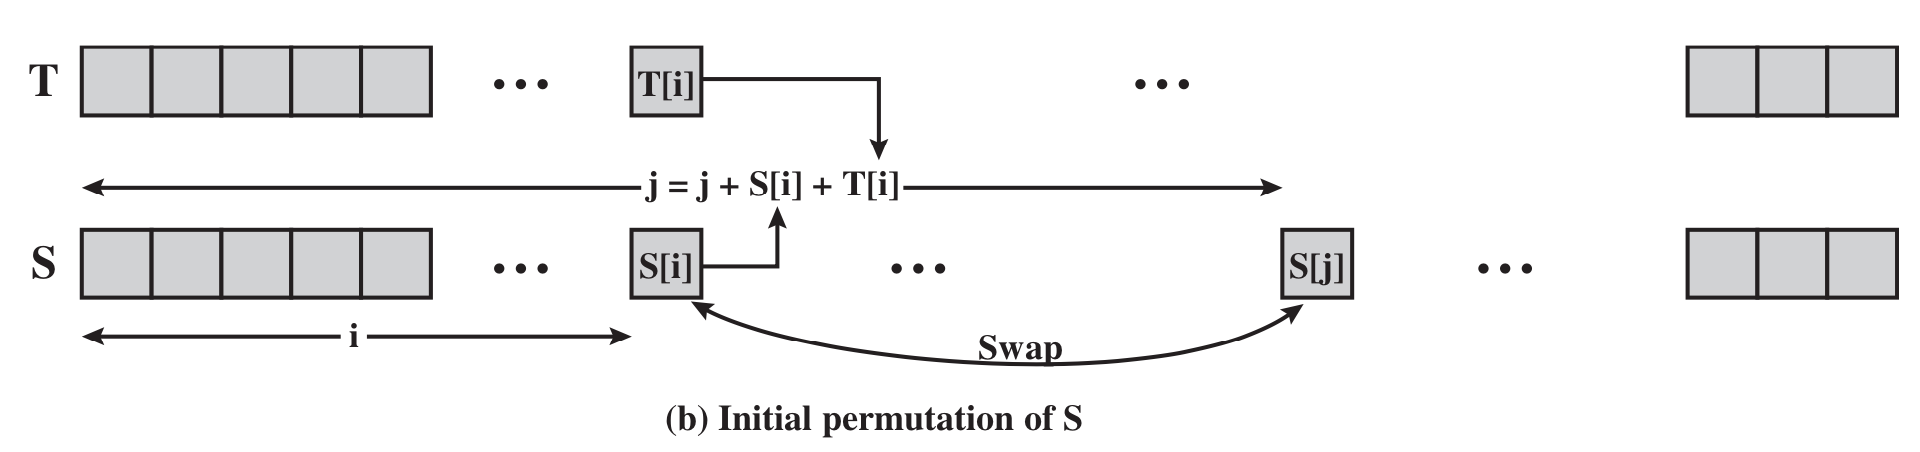 T ... T[i] ...
j = j + S[i] + T[i]
S ... S[i] ... S[j] ...
i
Swap
(b) Initial permutation of S